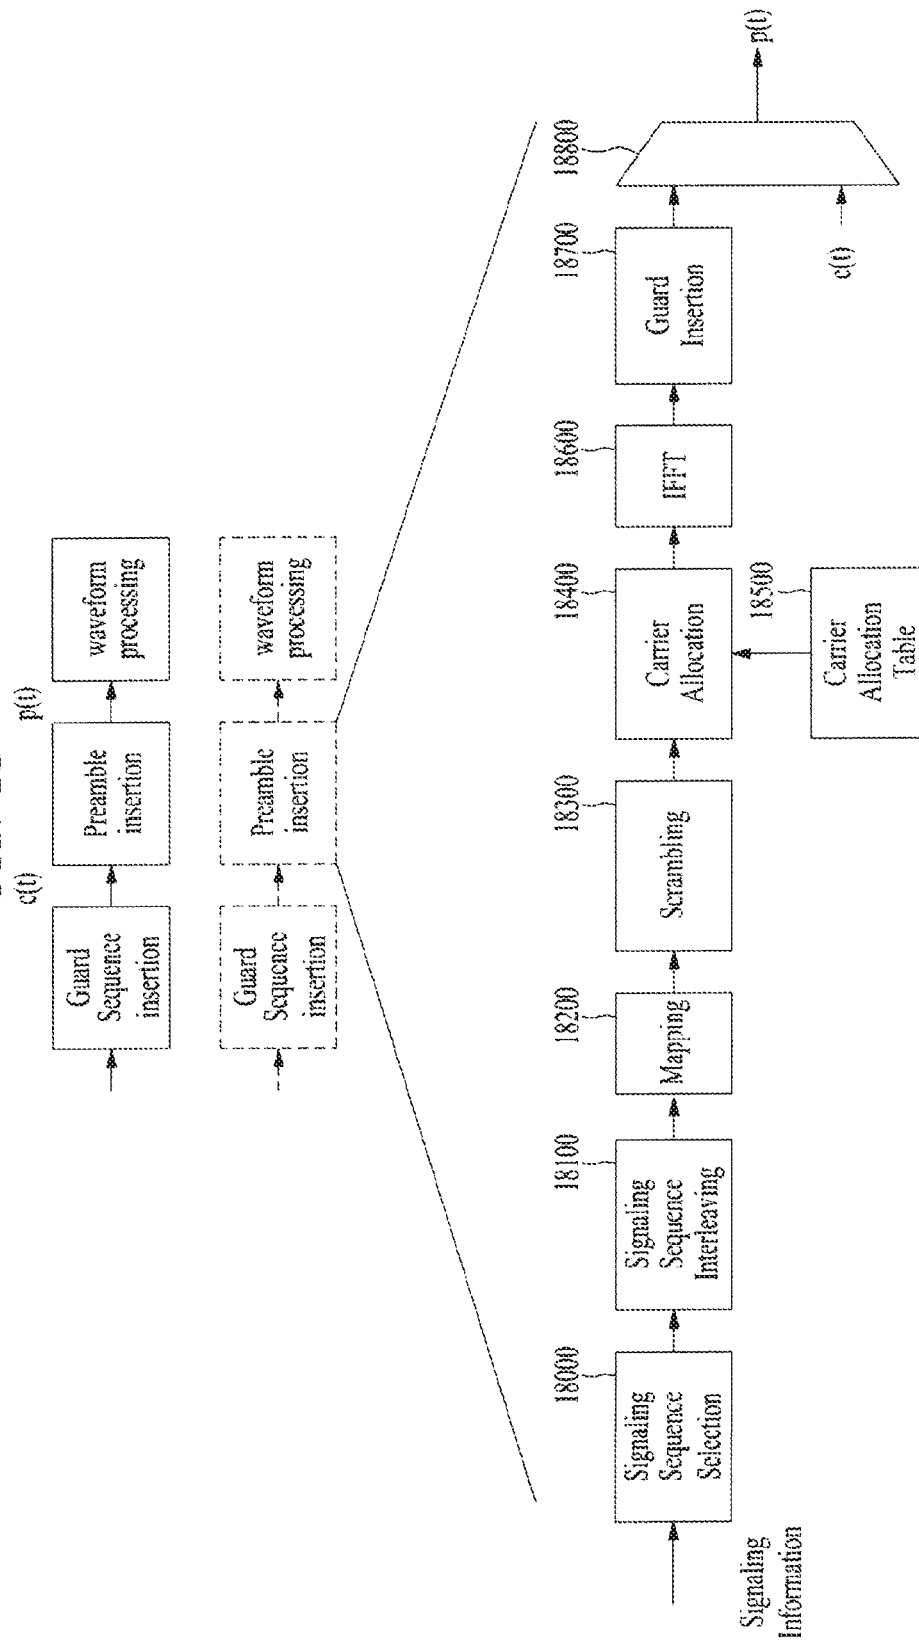 c(t)
p(t)
Guard
Sequence
insertion
Preamble
insertion
waveform
processing
Guard
Sequence
insertion
Preamble
insertion
waveform
processing
18000
18100
18200
18300
18400
18600
18700
18800
Signaling
Information
Signaling
Sequence
Selection
Signaling
Sequence
Interleaving
Mapping
Scrambling
Carrier
Allocation
IFFT
Guard
Insertion
p(t)
18500
Carrier
Allocation
Table
c(t)